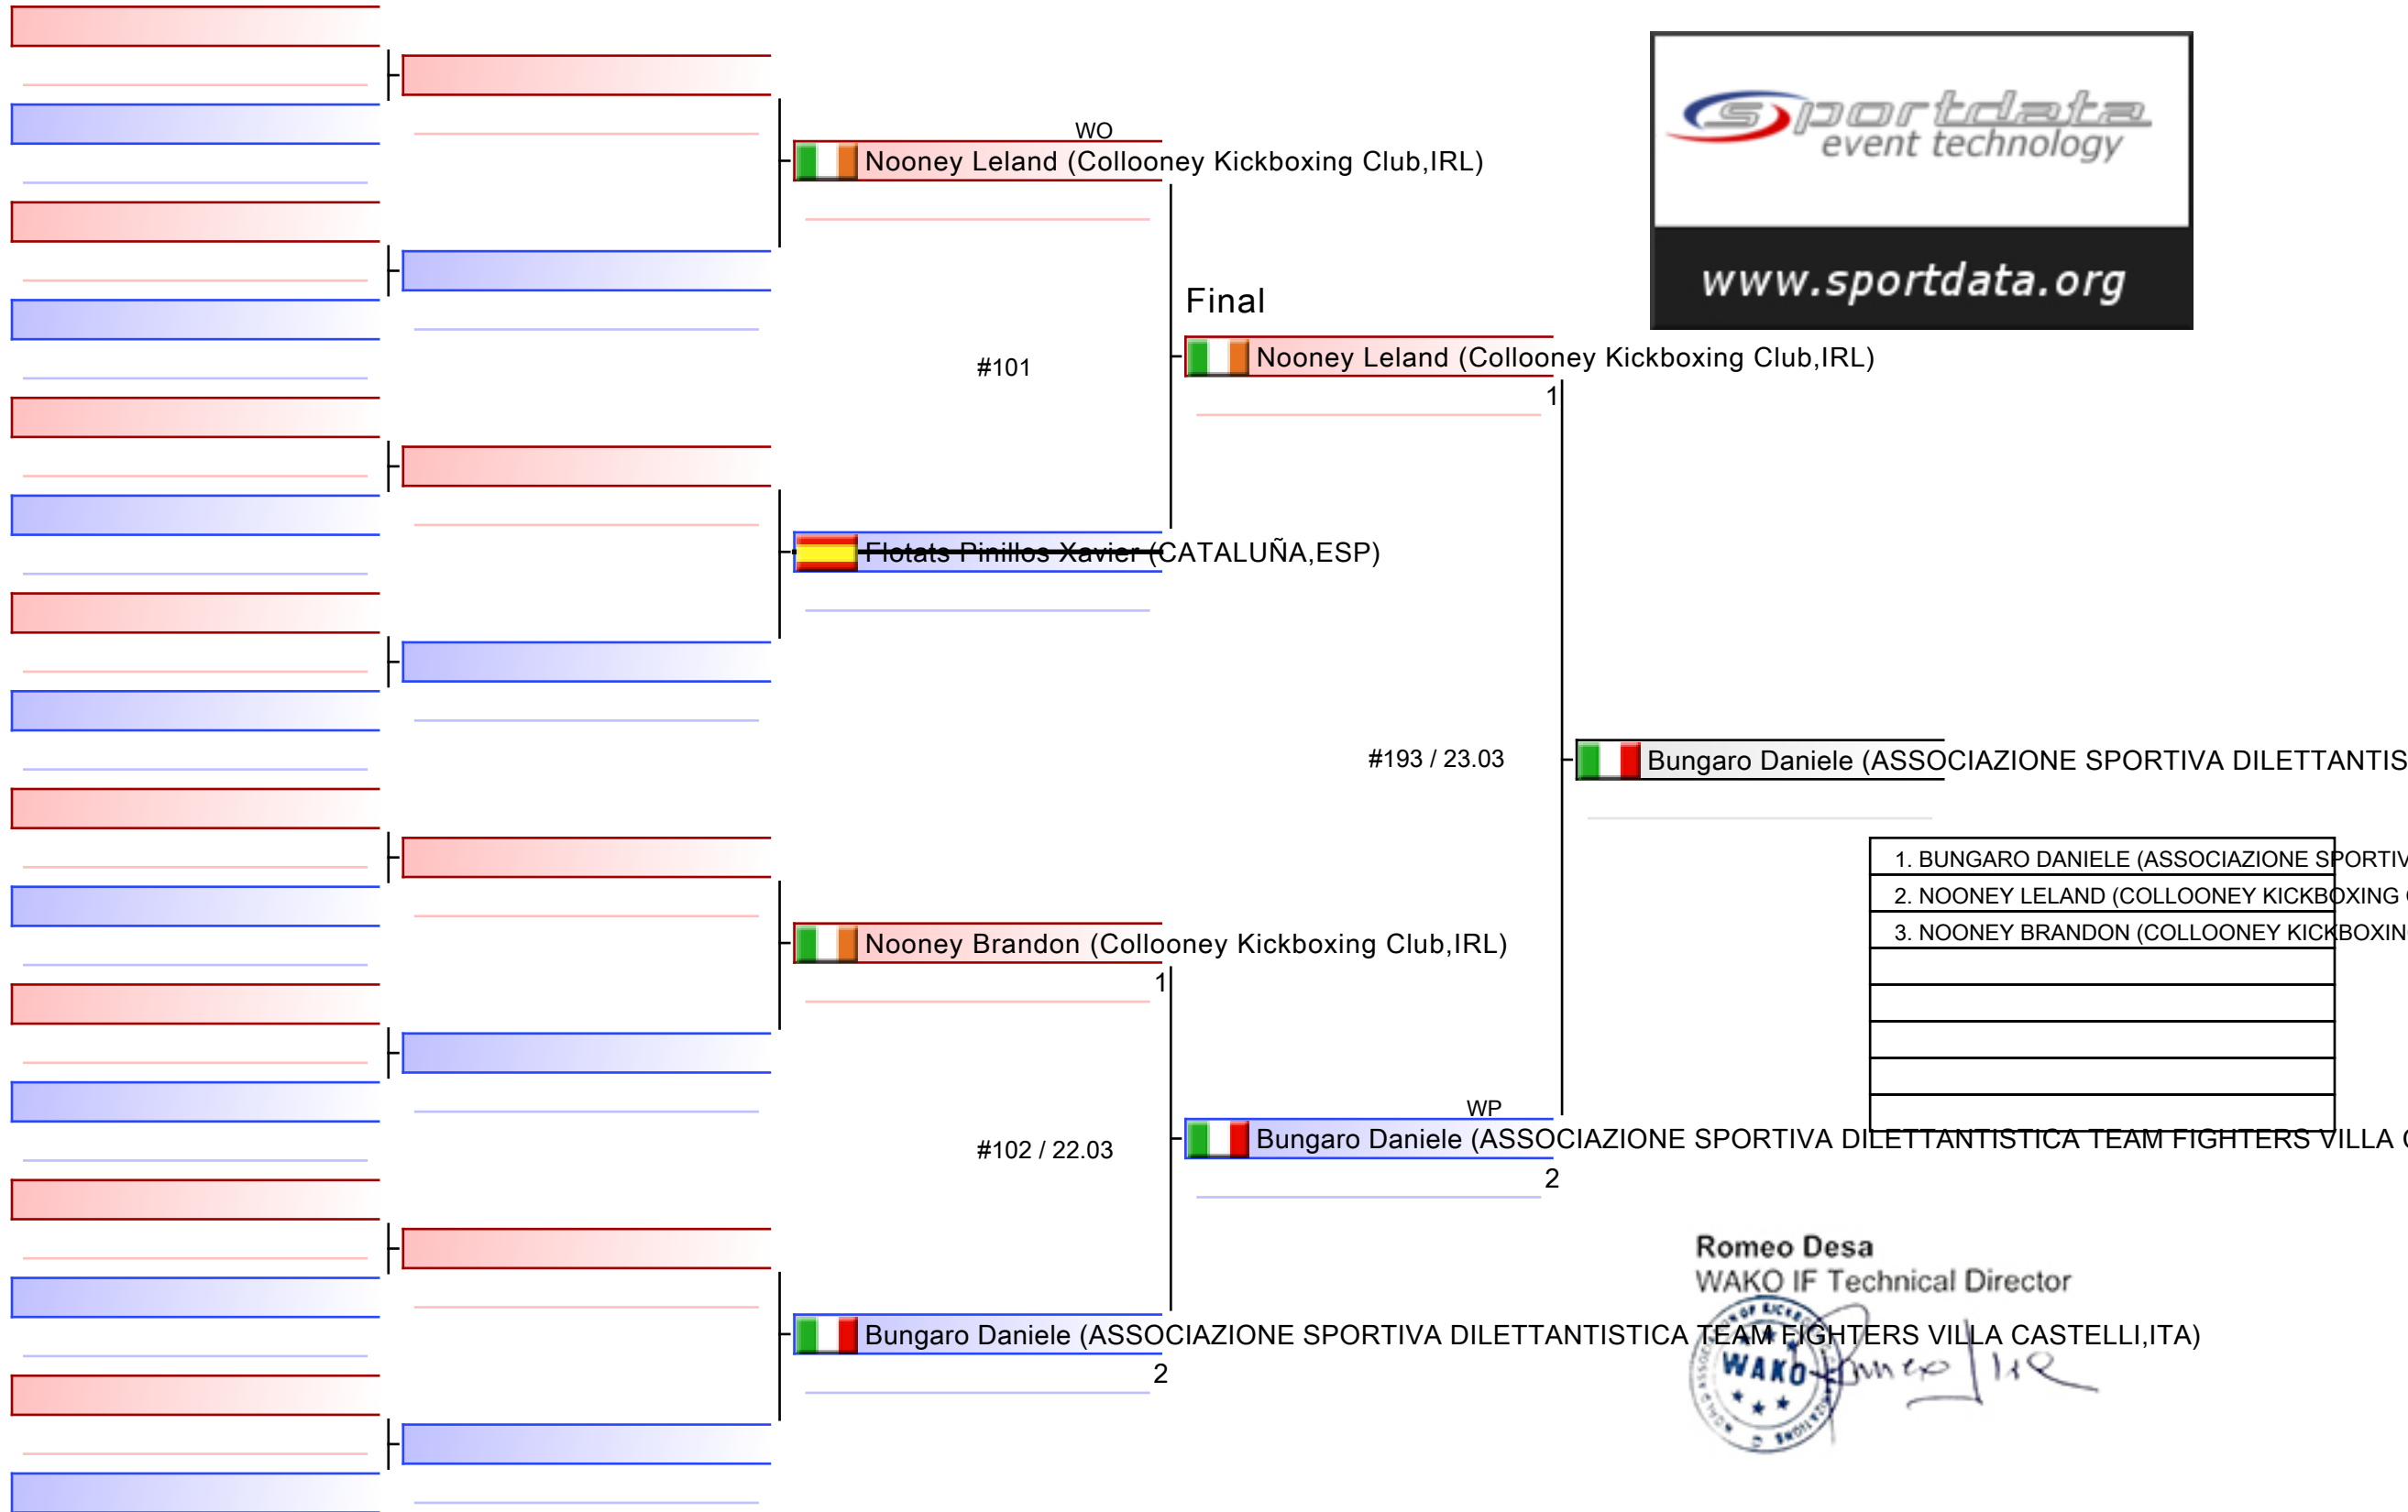 sportdata
event technology
www.sportdata.org
WO
Nooney Leland (Collooney Kickboxing Club,IRL)
Final
Nooney Leland (Collooney Kickboxing Club,IRL)
#101
1
Flotats Pinillos Xavier (CATALUÑA,ESP)
#193 / 23.03
Bungaro Daniele (ASSOCIAZIONE SPORTIVA DILETTANTIS
1. BUNGARO DANIELE (ASSOCIAZIONE SPORTIV
2. NOONEY LELAND (COLLOONEY KICKBOXING
3. NOONEY BRANDON (COLLOONEY KICKBOXIN
Nooney Brandon (Collooney Kickboxing Club,IRL)
1
WP
#102 / 22.03
Bungaro Daniele (ASSOCIAZIONE SPORTIVA DILETTANTISTICA TEAM FIGHTERS VILLA
2
Romeo Desa
WAKO IF Technical Director
Bungaro Daniele (ASSOCIAZIONE SPORTIVA DILETTANTISTICA TEAM FIGHTERS VILLA CASTELLI,ITA)
2
WAKO